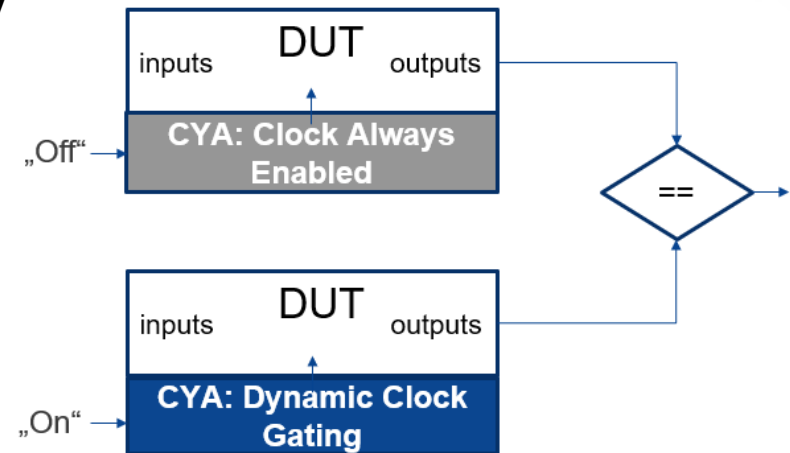 DUT
inputs
outputs
„Off“
CYA: Clock Always
Enabled
==
DUT
inputs
outputs
„On“
CYA: Dynamic Clock
Gating